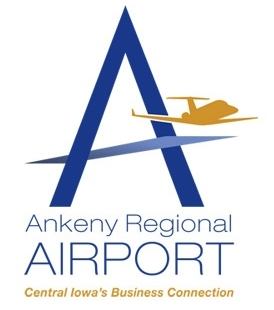 A
Ankeny Regional
AIRPORT
Central Iowa's Business Connection